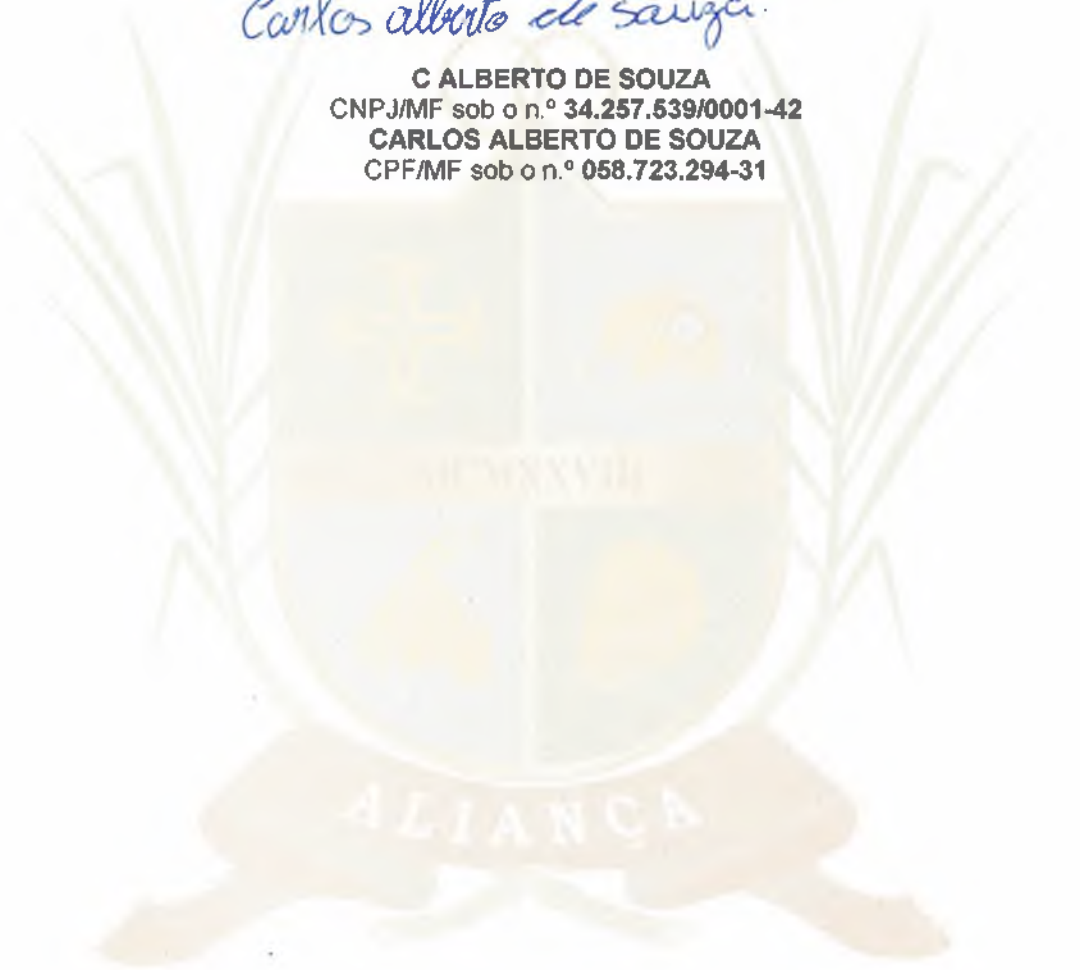 Carlos alberto de Souza.
C ALBERTO DE SOUZA
CNPJ/MF sob o n.º 34.257.539/0001-42
CARLOS ALBERTO DE SOUZA
CPF/MF sob o n.º 058.723.294-31
MCMXXVIII
ALIANÇA